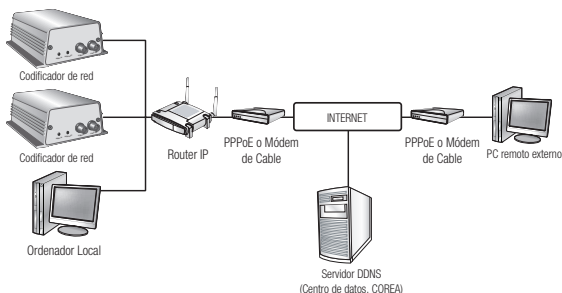 Codificador de red
Codificador de red
Ordenador Local
Router IP
PPPoE o Módem
de Cable
INTERNET
PPPoE o Módem
de Cable
PC remoto externo
Servidor DDNS
(Centro de datos, COREA)